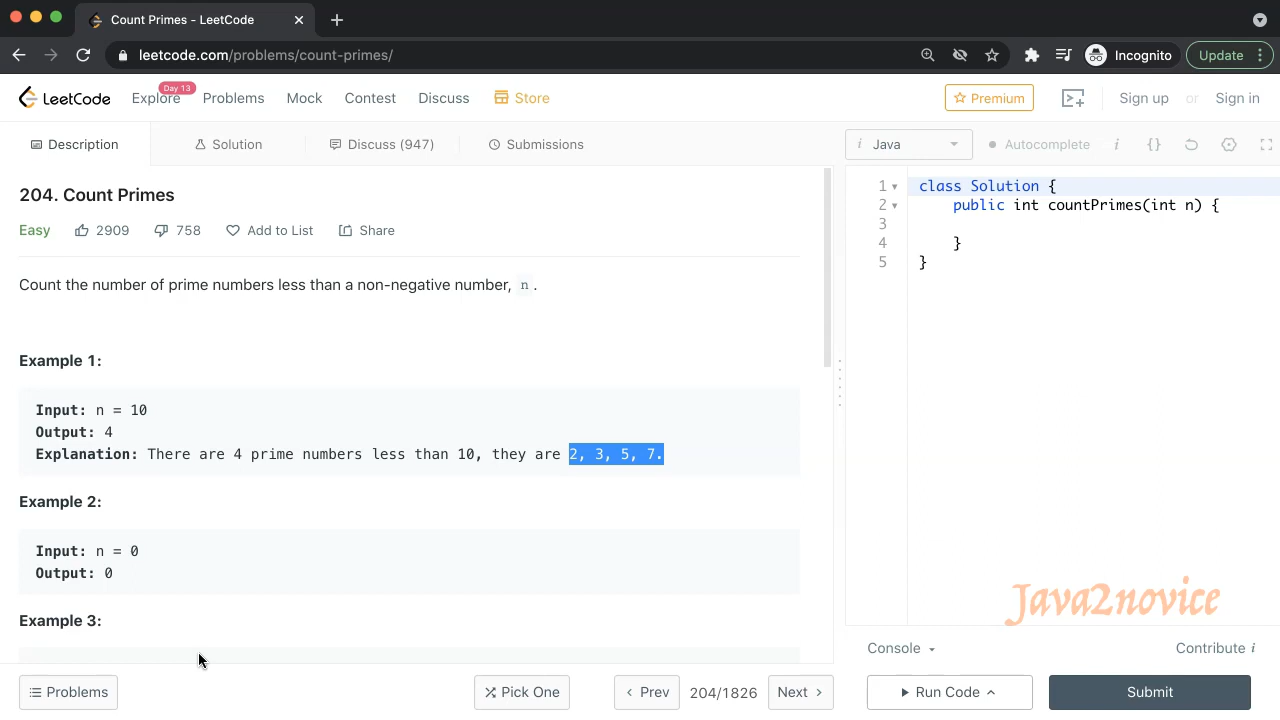 Count Primes - LeetCode
leetcode.com/problems/count-primes/
Incognito
Update
LeetCode
Explore
Day 13
Problems
Mock
Contest
Discuss
Store
Premium
Sign up or Sign in
Description
Solution
Discuss (947)
Submissions
i Java
Autocomplete
i
{}
204. Count Primes
Easy
2909
758
Add to List
Share
Count the number of prime numbers less than a non-negative number, n .
Example 1:
Input: n = 10
Output: 4
Explanation: There are 4 prime numbers less than 10, they are 2, 3, 5, 7.
Example 2:
Input: n = 0
Output: 0
Example 3:
1 class Solution {
2 public int countPrimes(int n) {
3
4 }
5 }
Java2novice
Console
Contribute i
Problems
Pick One
Prev
204/1826
Next
Run Code
Submit